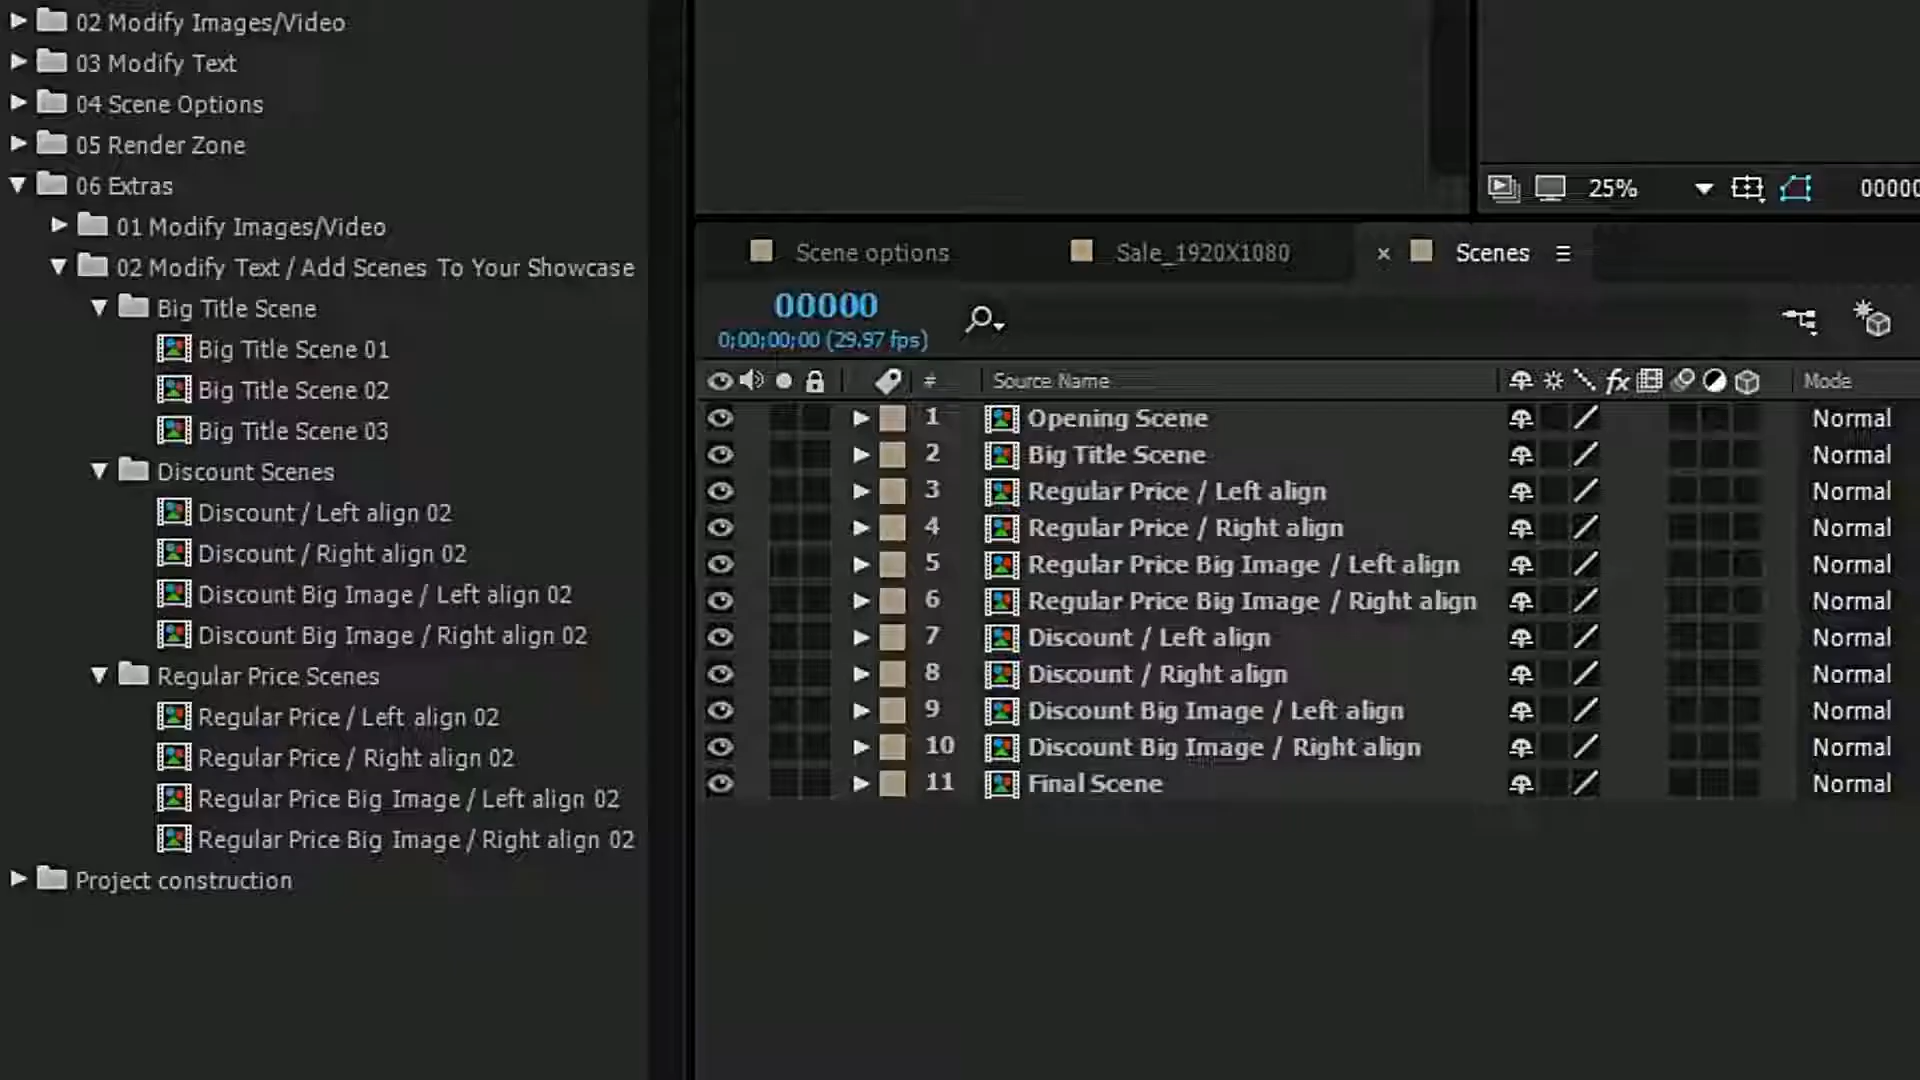 02 Modify Images/Video
03 Modify Text
04 Scene Options
05 Render Zone
06 Extras
01 Modify Images/Video
02 Modify Text / Add Scenes To Your Showcase
Big Title Scene
Big Title Scene 01
Big Title Scene 02
Big Title Scene 03
Discount Scenes
Discount / Left align 02
Discount / Right align 02
Discount Big Image / Left align 02
Discount Big Image / Right align 02
Regular Price Scenes
Regular Price / Left align 02
Regular Price / Right align 02
Regular Price Big Image / Left align 02
Regular Price Big Image / Right align 02
Project construction
25% 00000
Scene options Sale_1920X1080 × Scenes
00000
0;00;00;00 (29.97 fps)
# Source Name fx Mode
1 Opening Scene Normal
2 Big Title Scene Normal
3 Regular Price / Left align Normal
4 Regular Price / Right align Normal
5 Regular Price Big Image / Left align Normal
6 Regular Price Big Image / Right align Normal
7 Discount / Left align Normal
8 Discount / Right align Normal
9 Discount Big Image / Left align Normal
10 Discount Big Image / Right align Normal
11 Final Scene Normal